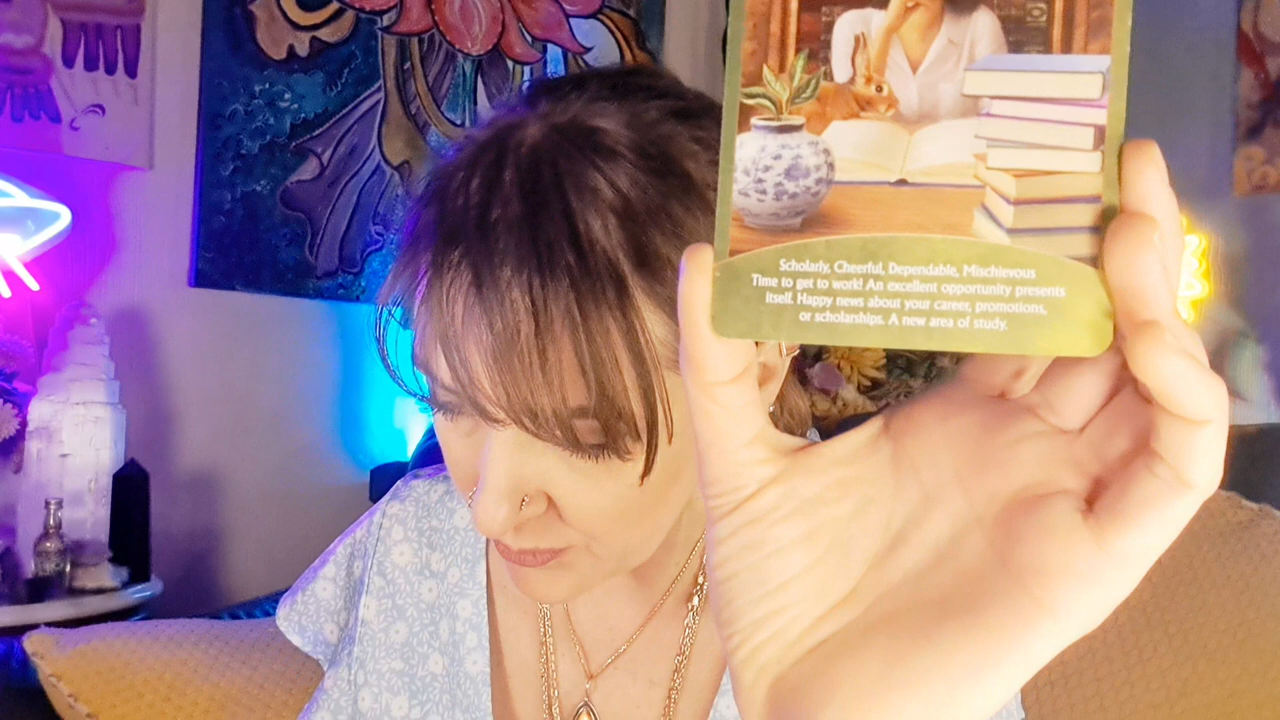 Scholarly, Cheerful, Dependable, Mischievous
Time to get to work! An excellent opportunity presents
itself. Happy news about your career, promotions,
or scholarships. A new area of study.